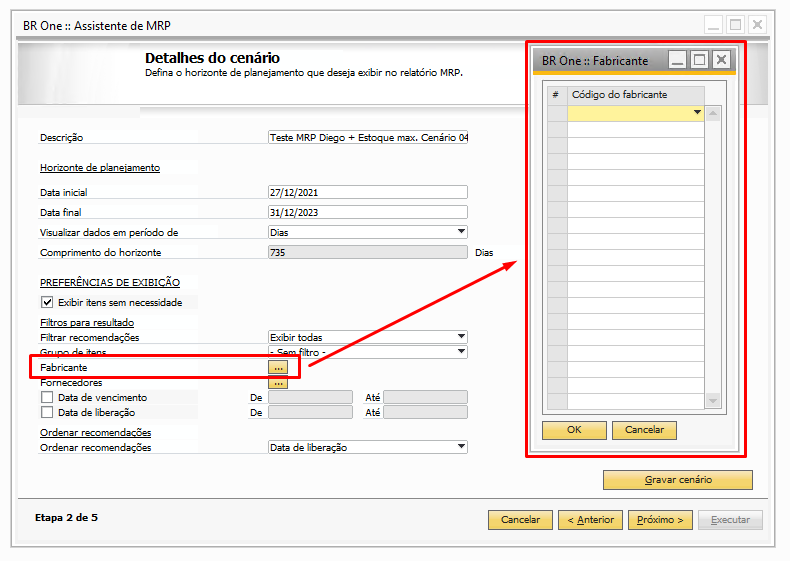 BR One :: Assistente de MRP
Detalhes do cenário
Defina o horizonte de planejamento que deseja exibir no relatório MRP.
Descrição Teste MRP Diego + Estoque max. Cenário 04
Horizonte de planejamento
Data inicial 27/12/2021
Data final 31/12/2023
Visualizar dados em período de Dias
Comprimento do horizonte 735 Dias
PREFERÊNCIAS DE EXIBIÇÃO
Exibir itens sem necessidade
Filtros para resultado
Filtrar recomendações Exibir todas
Grupo de itens - Sem filtro -
Fabricante ...
Fornecedores ...
Data de vencimento De Até
Data de liberação De Até
Ordenar recomendações
Ordenar recomendações Data de liberação
BR One :: Fabricante
# Código do fabricante
OK Cancelar
Gravar cenário
Etapa 2 de 5
Cancelar < Anterior Próximo > Executar